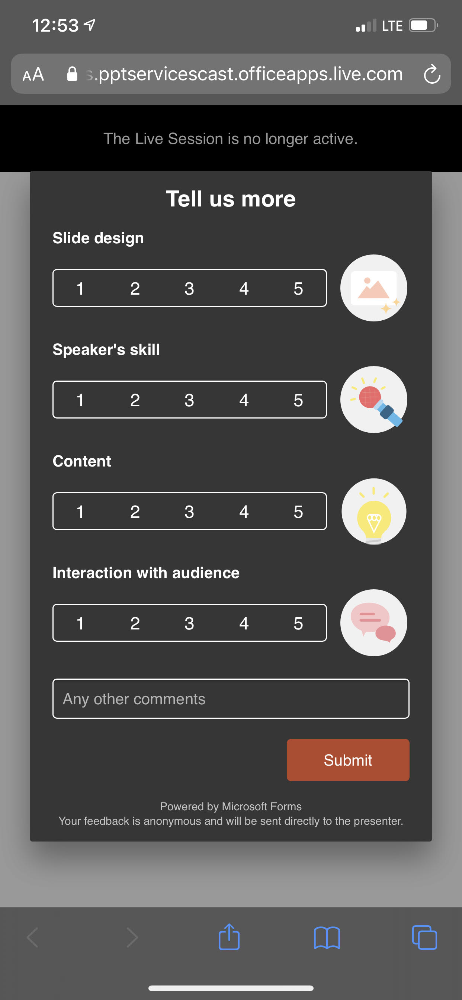 12:53 LTE
AA s.pptservicescast.officeapps.live.com
The Live Session is no longer active.
Tell us more
Slide design
1 2 3 4 5
Speaker's skill
1 2 3 4 5
Content
1 2 3 4 5
Interaction with audience
1 2 3 4 5
Any other comments
Submit
Powered by Microsoft Forms
Your feedback is anonymous and will be sent directly to the presenter.